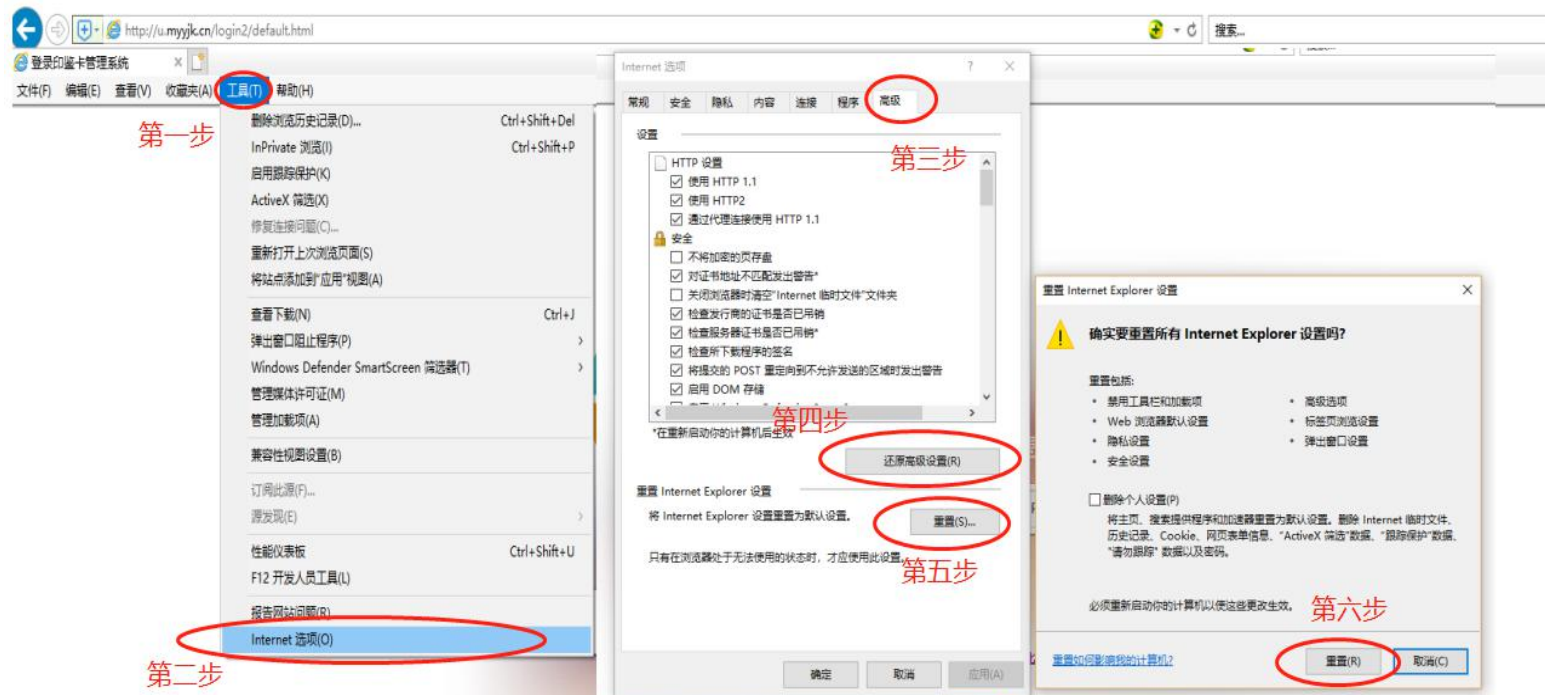 http://u.myyjk.cn/login2/default.html
搜索...
登录印鉴卡管理系统
文件(F) 编辑(E) 查看(V) 收藏夹(A) 工具(T) 帮助(H)
第一步
删除浏览历史记录(D)... Ctrl+Shift+Del
InPrivate 浏览(I) Ctrl+Shift+P
启用跟踪保护(K)
ActiveX 筛选(X)
修复连接问题(C)...
重新打开上次浏览页面(S)
将站点添加到“应用”视图(A)
查看下载(N) Ctrl+J
弹出窗口阻止程序(P)
Windows Defender SmartScreen 筛选器(T)
管理媒体许可证(M)
管理加载项(A)
兼容性视图设置(B)
订阅此源(F)...
源发现(E)
性能仪表板 Ctrl+Shift+U
F12 开发人员工具(L)
报告网站问题(R)
Internet 选项(O)
第二步
Internet 选项
常规 安全 隐私 内容 连接 程序 高级
设置
第三步
HTTP 设置
使用 HTTP 1.1
使用 HTTP2
通过代理连接使用 HTTP 1.1
安全
不将加密的页存盘
对证书地址不匹配发出警告*
关闭浏览器时清空“Internet 临时文件”文件夹
检查发行商的证书是否已吊销
检查服务器证书是否已吊销*
检查所下载程序的签名
将提交的 POST 重定向到不允许发送的区域时发出警告
启用 DOM 存储
第四步
*在重新启动你的计算机后生效
还原高级设置(R)
重置 Internet Explorer 设置
将 Internet Explorer 设置重置为默认设置。
重置(S)...
只有在浏览器处于无法使用的状态时，才应使用此设置。
第五步
确定 取消 应用(A)
重置 Internet Explorer 设置
确实要重置所有 Internet Explorer 设置吗?
重置包括:
• 禁用工具栏和加载项 • 高级选项
• Web 浏览器默认设置 • 标签页浏览设置
• 隐私设置 • 弹出窗口设置
• 安全设置
删除个人设置(P)
将主页、搜索提供程序和加速器重置为默认设置。删除 Internet 临时文件、
历史记录、Cookie、网页表单信息、“ActiveX 筛选”数据、“跟踪保护”数据、
“请勿跟踪” 数据以及密码。
必须重新启动你的计算机以使这些更改生效。
第六步
重置如何影响我的计算机?
重置(R) 取消(C)